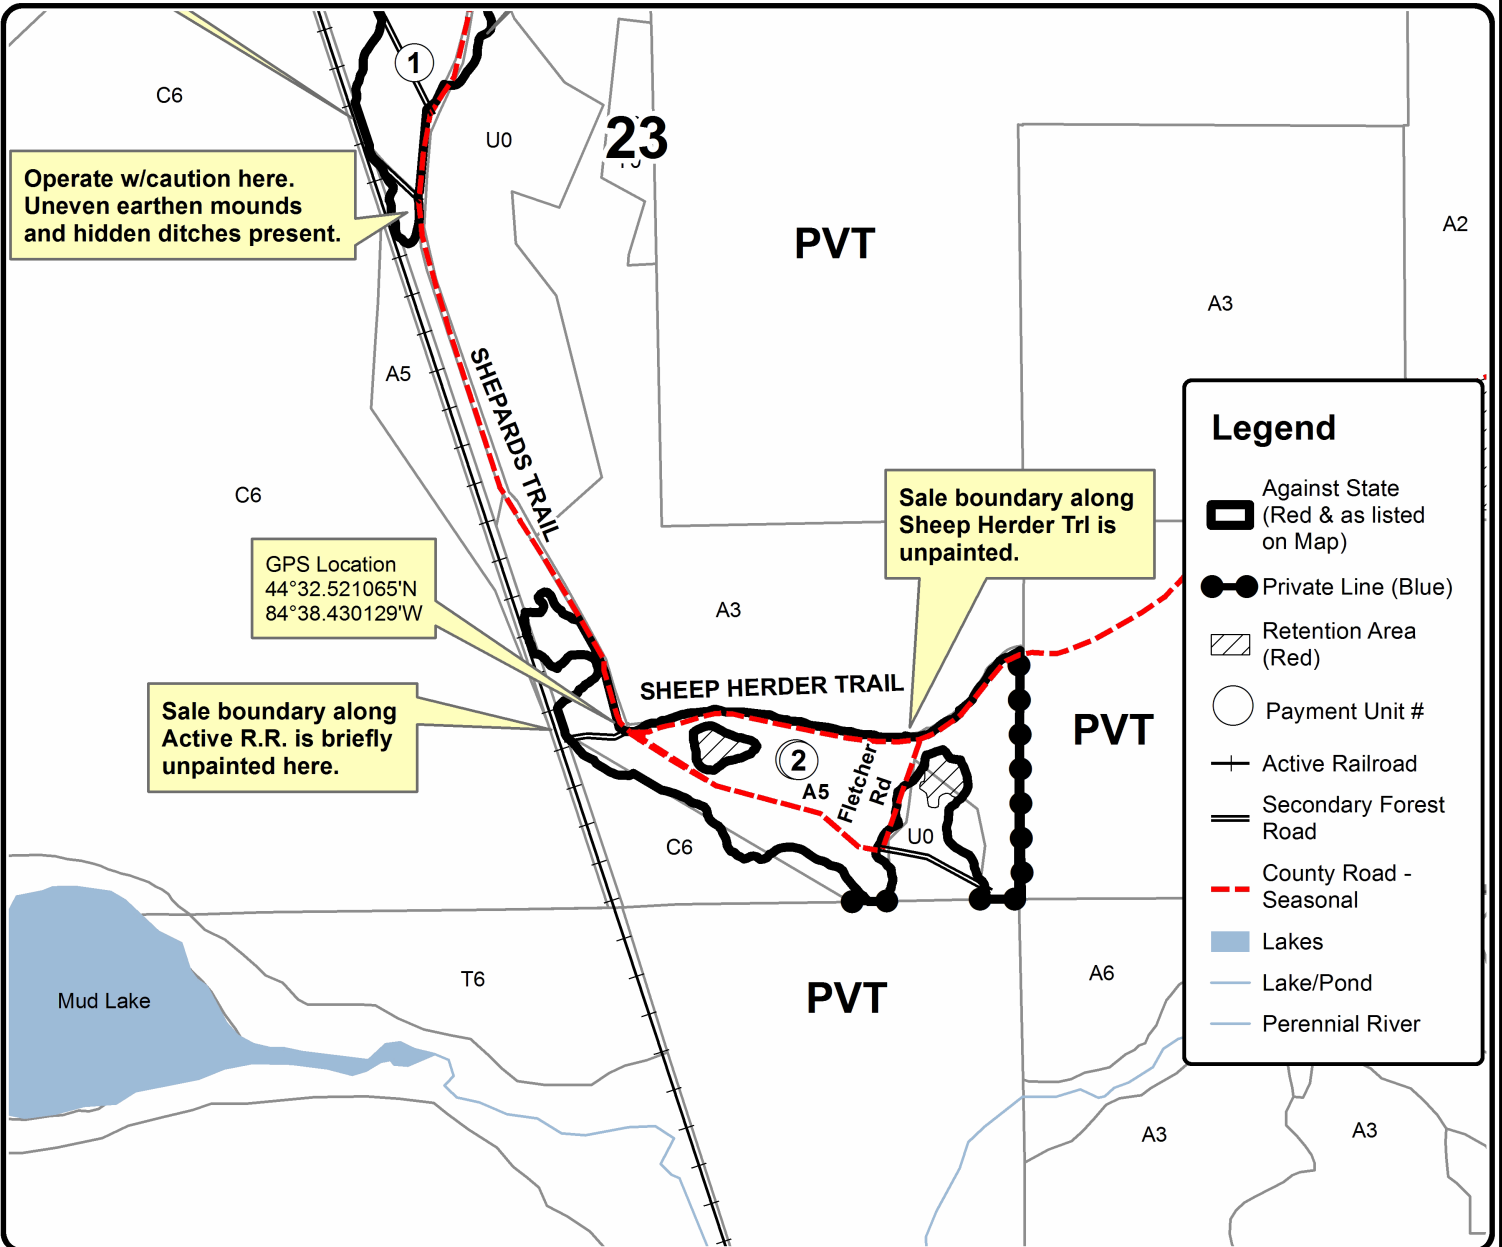 C6
1
U0
23
Operate w/caution here.
Uneven earthen mounds
and hidden ditches present.
PVT
A2
A3
A5
SHEPARDS TRAIL
C6
GPS Location
44°32.521065'N
84°38.430129'W
Sale boundary along
Sheep Herder Trl is
unpainted.
A3
SHEEP HERDER TRAIL
Sale boundary along
Active R.R. is briefly
unpainted here.
PVT
2
A5
Fletcher
Rd
U0
C6
Mud Lake
T6
PVT
A6
A3
A3
Legend
Against State
(Red & as listed
on Map)
Private Line (Blue)
Retention Area
(Red)
Payment Unit #
Active Railroad
Secondary Forest
Road
County Road -
Seasonal
Lakes
Lake/Pond
Perennial River